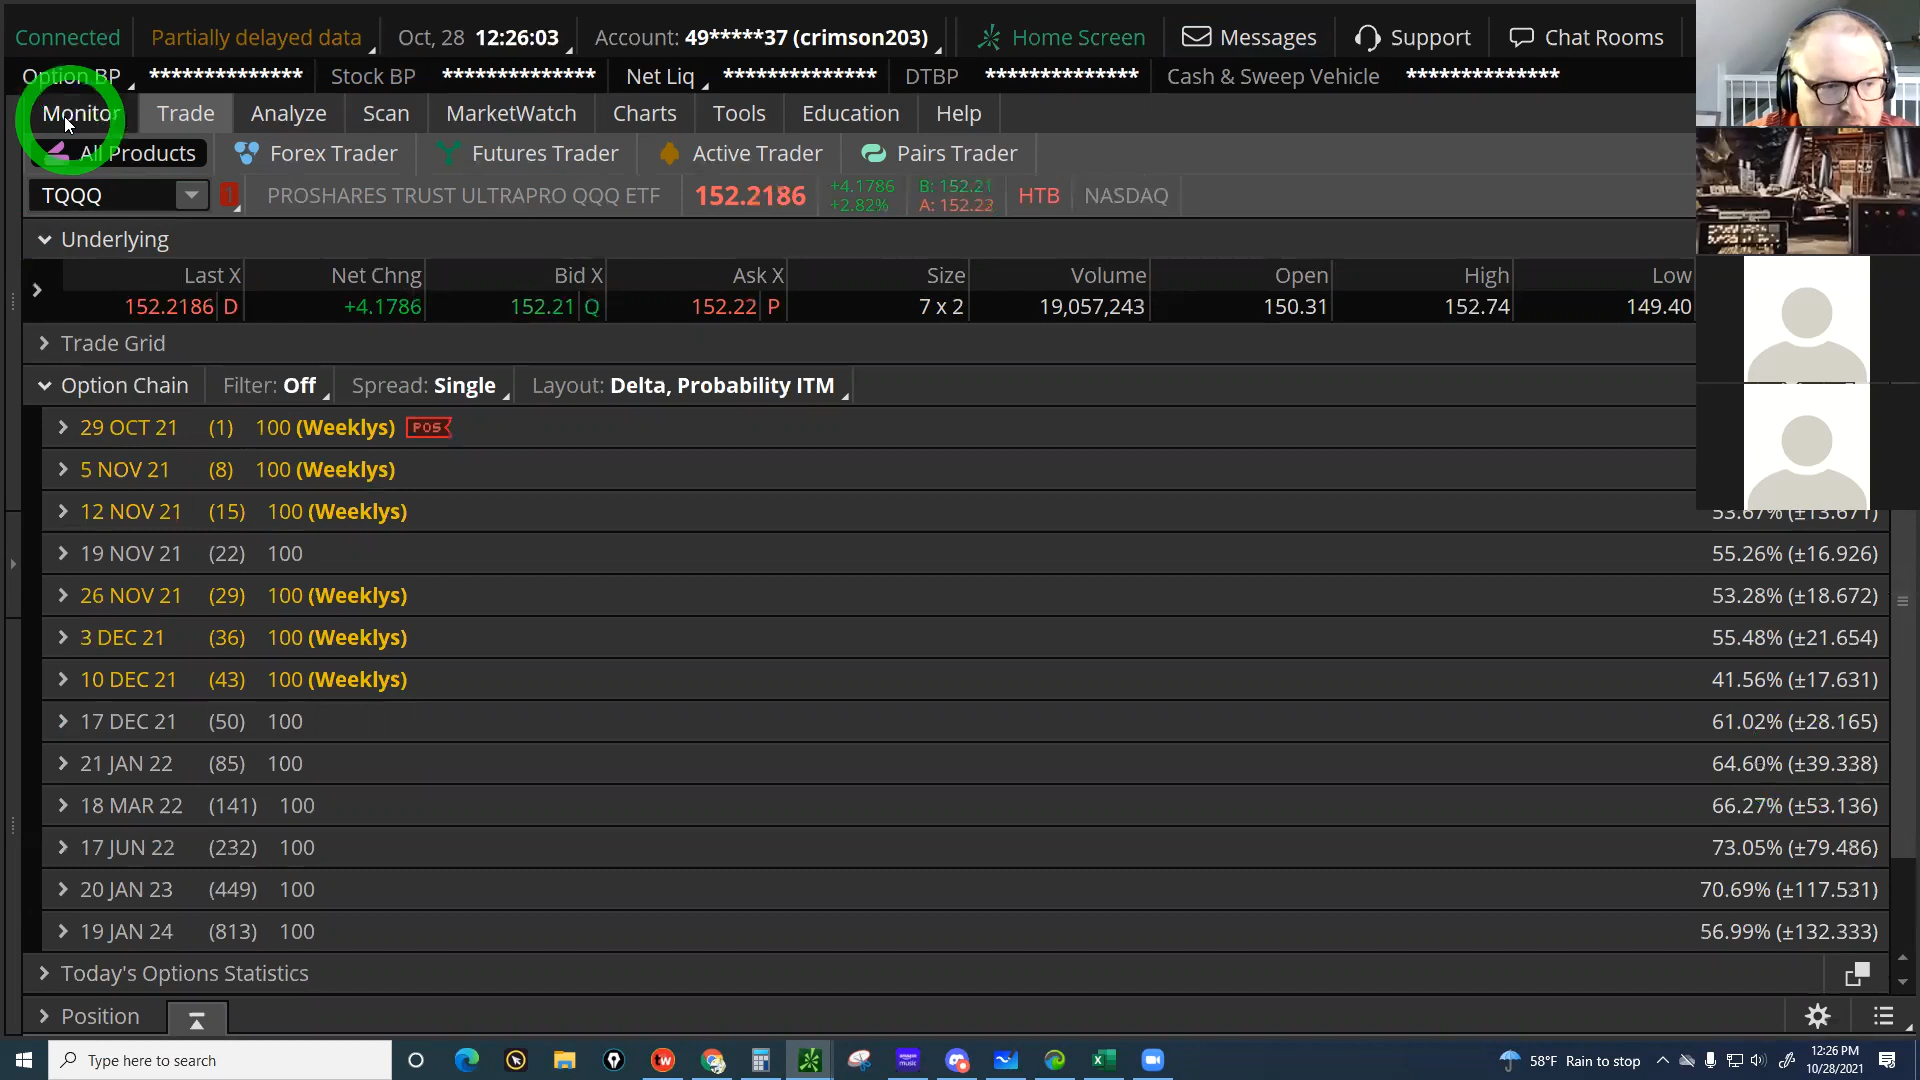 Connected Partially delayed data Oct, 28 12:26:03 Account: 49*****37 (crimson203) Home Screen Messages Support Chat Rooms
Option BP ************** Stock BP ************** Net Liq ************** DTBP ************** Cash & Sweep Vehicle **************
Monitor Trade Analyze Scan MarketWatch Charts Tools Education Help
All Products Forex Trader Futures Trader Active Trader Pairs Trader
TQQQ 1 PROSHARES TRUST ULTRAPRO QQQ ETF 152.2186 +4.1786 +2.82% B: 152.21 A: 152.22 HTB NASDAQ
Underlying
Last X Net Chng Bid X Ask X Size Volume Open High Low
152.2186 D +4.1786 152.21 Q 152.22 P 7 x 2 19,057,243 150.31 152.74 149.40
Trade Grid
Option Chain Filter: Off Spread: Single Layout: Delta, Probability ITM
29 OCT 21 (1) 100 (Weeklys) POS
5 NOV 21 (8) 100 (Weeklys)
12 NOV 21 (15) 100 (Weeklys) 53.67% (±13.671)
19 NOV 21 (22) 100 55.26% (±16.926)
26 NOV 21 (29) 100 (Weeklys) 53.28% (±18.672)
3 DEC 21 (36) 100 (Weeklys) 55.48% (±21.654)
10 DEC 21 (43) 100 (Weeklys) 41.56% (±17.631)
17 DEC 21 (50) 100 61.02% (±28.165)
21 JAN 22 (85) 100 64.60% (±39.338)
18 MAR 22 (141) 100 66.27% (±53.136)
17 JUN 22 (232) 100 73.05% (±79.486)
20 JAN 23 (449) 100 70.69% (±117.531)
19 JAN 24 (813) 100 56.99% (±132.333)
Today's Options Statistics
Position
Type here to search 58°F Rain to stop 12:26 PM
10/28/2021